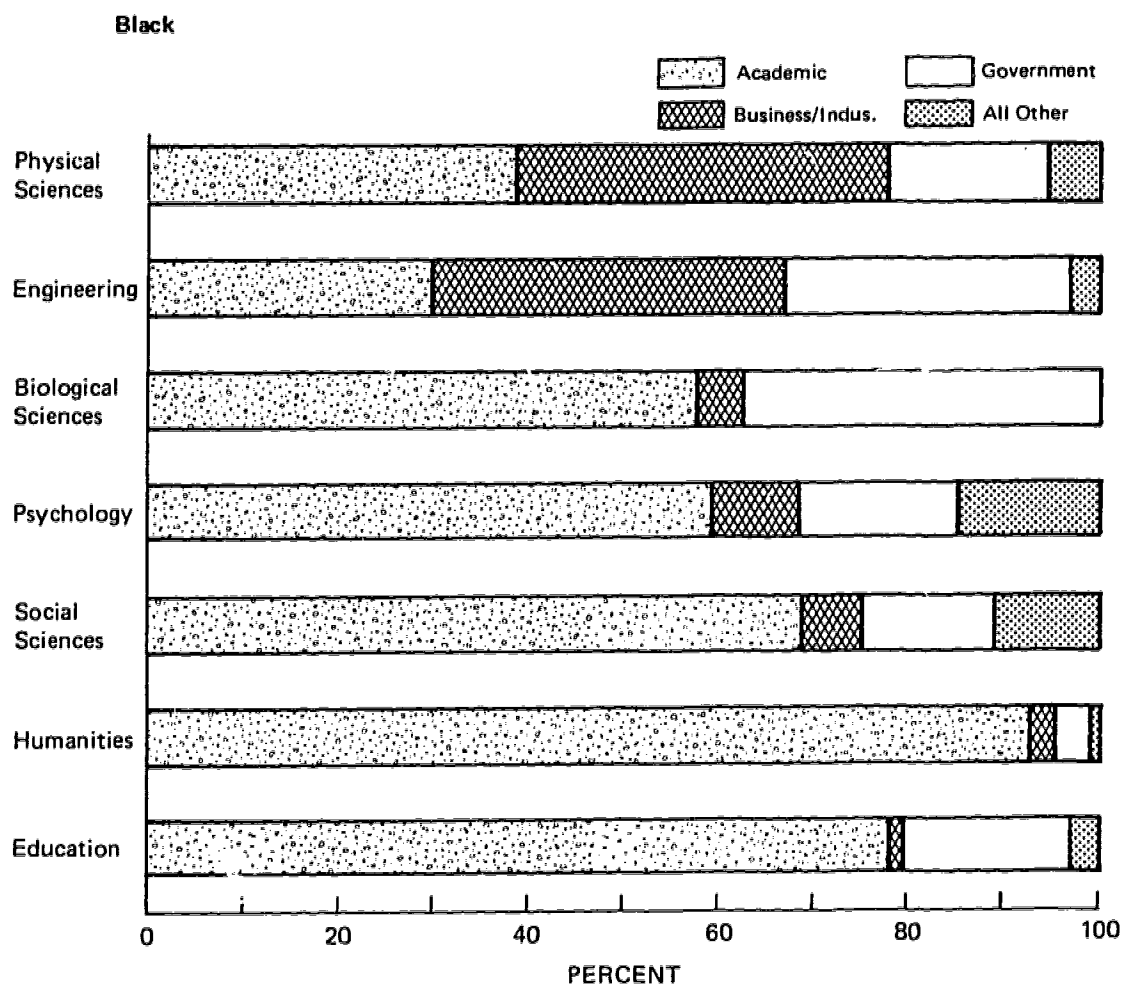 Black
Academic
Government
Business/Indus.
All Other
Physical
Sciences
Engineering
Biological
Sciences
Psychology
Social
Sciences
Humanities
Education
0 20 40 60 80 100
PERCENT